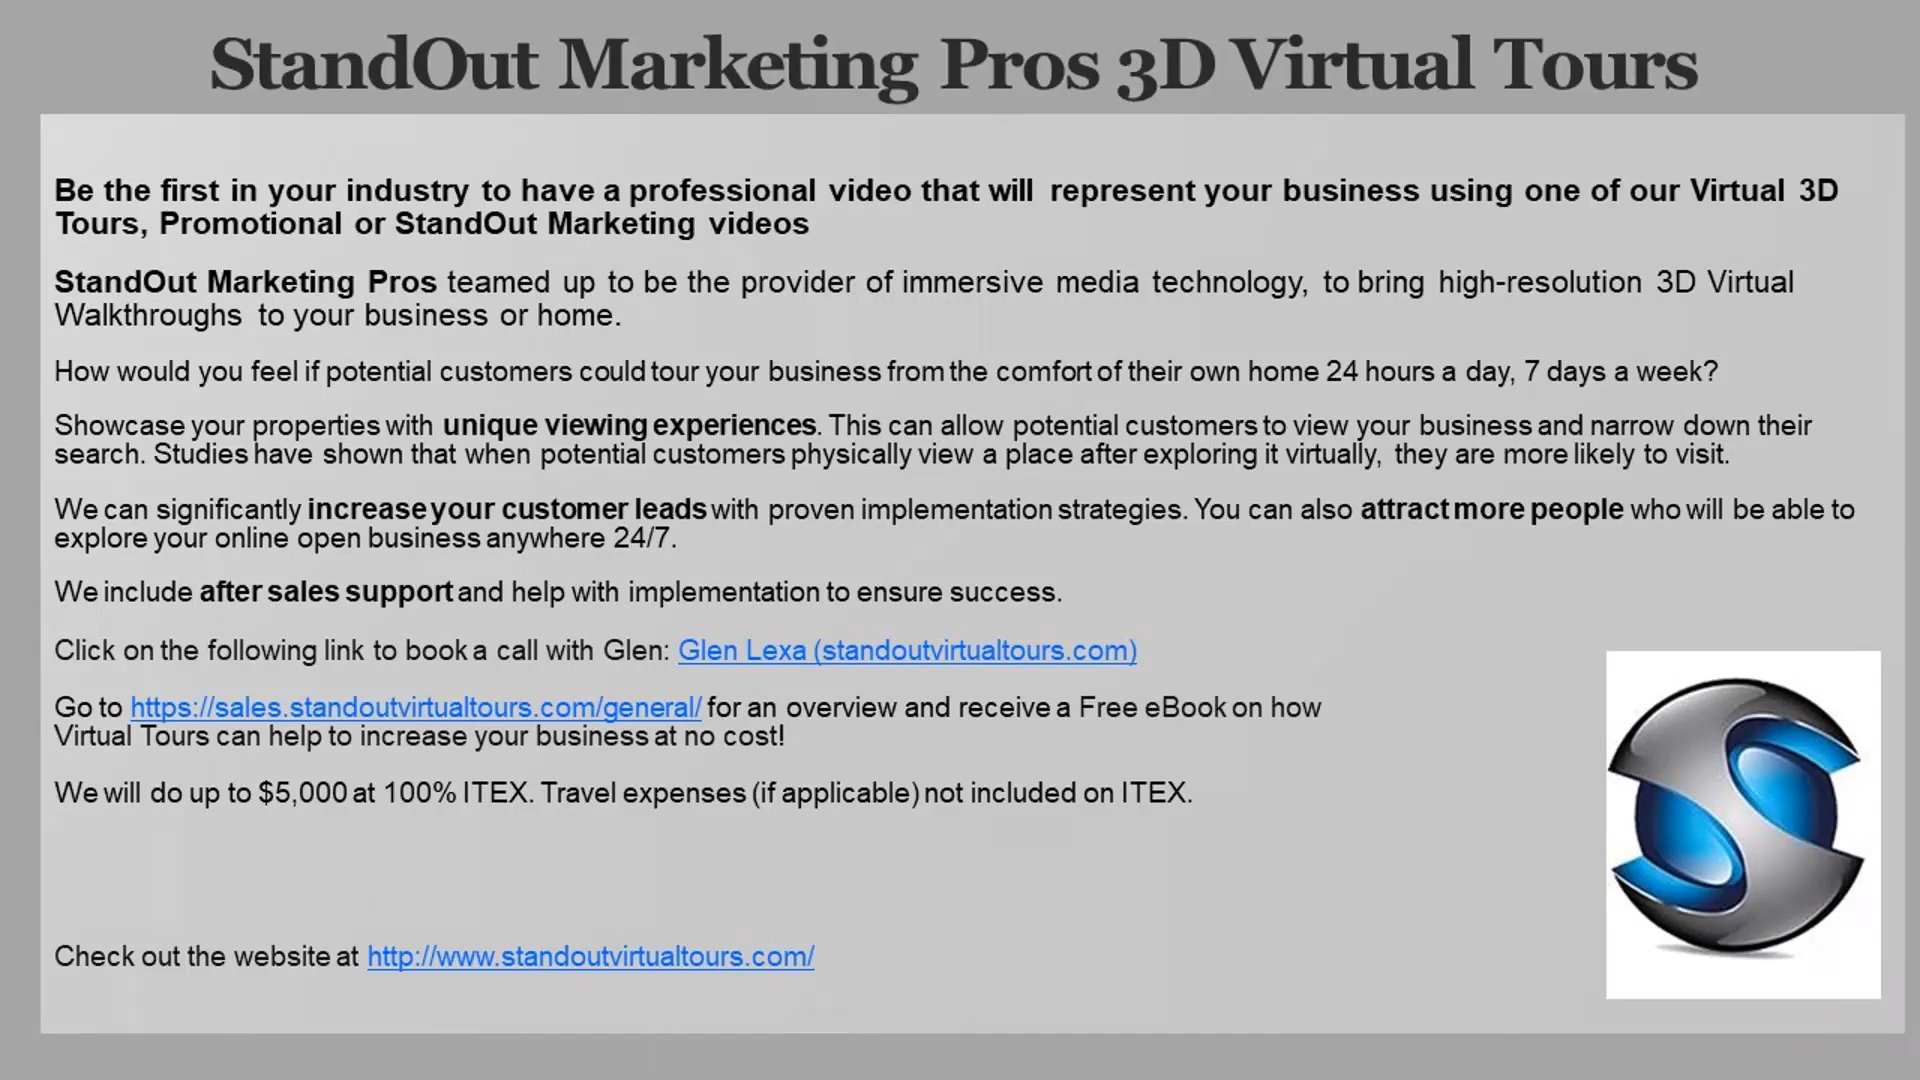 StandOut Marketing Pros 3D Virtual Tours
Be the first in your industry to have a professional video that will represent your business using one of our Virtual 3D
Tours, Promotional or StandOut Marketing videos
StandOut Marketing Pros teamed up to be the provider of immersive media technology, to bring high-resolution 3D Virtual
Walkthroughs to your business or home.
How would you feel if potential customers could tour your business from the comfort of their own home 24 hours a day, 7 days a week?
Showcase your properties with unique viewing experiences. This can allow potential customers to view your business and narrow down their
search. Studies have shown that when potential customers physically view a place after exploring it virtually, they are more likely to visit.
We can significantly increase your customer leads with proven implementation strategies. You can also attract more people who will be able to
explore your online open business anywhere 24/7.
We include after sales support and help with implementation to ensure success.
Click on the following link to book a call with Glen: Glen Lexa (standoutvirtualtours.com)
Go to https://sales.standoutvirtualtours.com/general/ for an overview and receive a Free eBook on how
Virtual Tours can help to increase your business at no cost!
We will do up to $5,000 at 100% ITEX. Travel expenses (if applicable) not included on ITEX.
Check out the website at http://www.standoutvirtualtours.com/